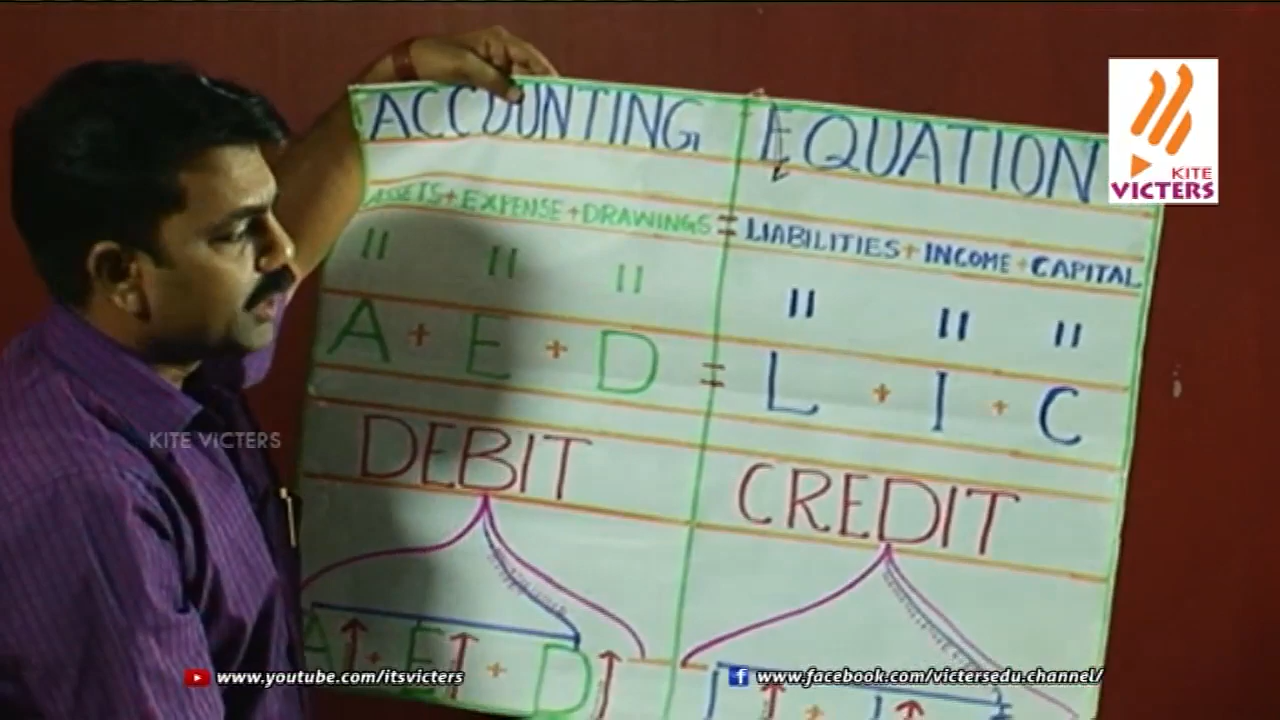 ACCOUNTING EQUATION
ASSETS + EXPENSE + DRAWINGS = LIABILITIES + INCOME + CAPITAL
" " " " " "
A + E + D = L + I + C
DEBIT CREDIT
A↑ + E↑ + D↑
KITE
VICTERS
KITE VICTERS
www.youtube.com/itsvicters
www.facebook.com/victersedu.channel/